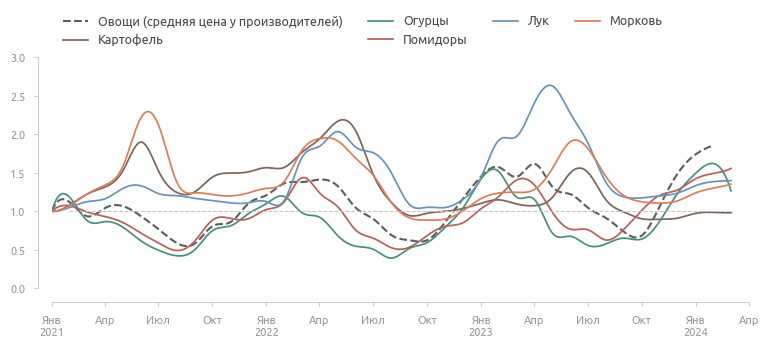 Овощи (средняя цена у производителей) Огурцы Лук Морковь
Картофель Помидоры
3.0
2.5
2.0
1.5
1.0
0.5
0.0
Янв Апр Июл Окт Янв Апр Июл Окт Янв Апр Июл Окт Янв Апр
2021 2022 2023 2024